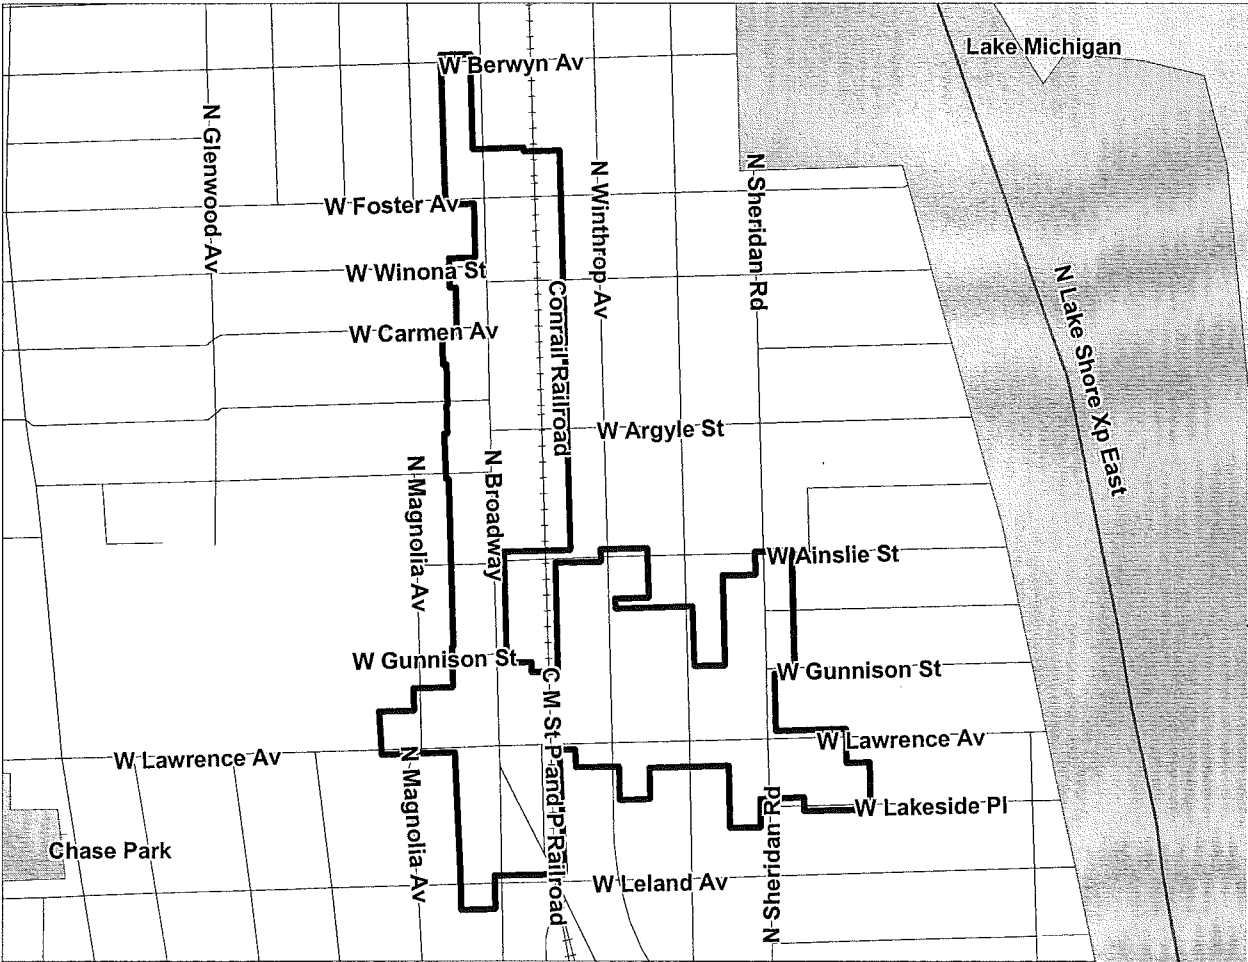 Lake Michigan
W Berwyn Av
N Glenwood Av
N Winthrop Av
N Sheridan Rd
W Foster Av
W Winona St
N Lake Shore Xp East
Conrail Railroad
W Carmen Av
W Argyle St
N Magnolia Av
N Broadway
W Ainslie St
W Gunnison St
W Gunnison St
C M St P and P Railroad
W Lawrence Av
W Lawrence Av
N Magnolia Av
N Sheridan Rd
W Lakeside Pl
Chase Park
W Leland Av